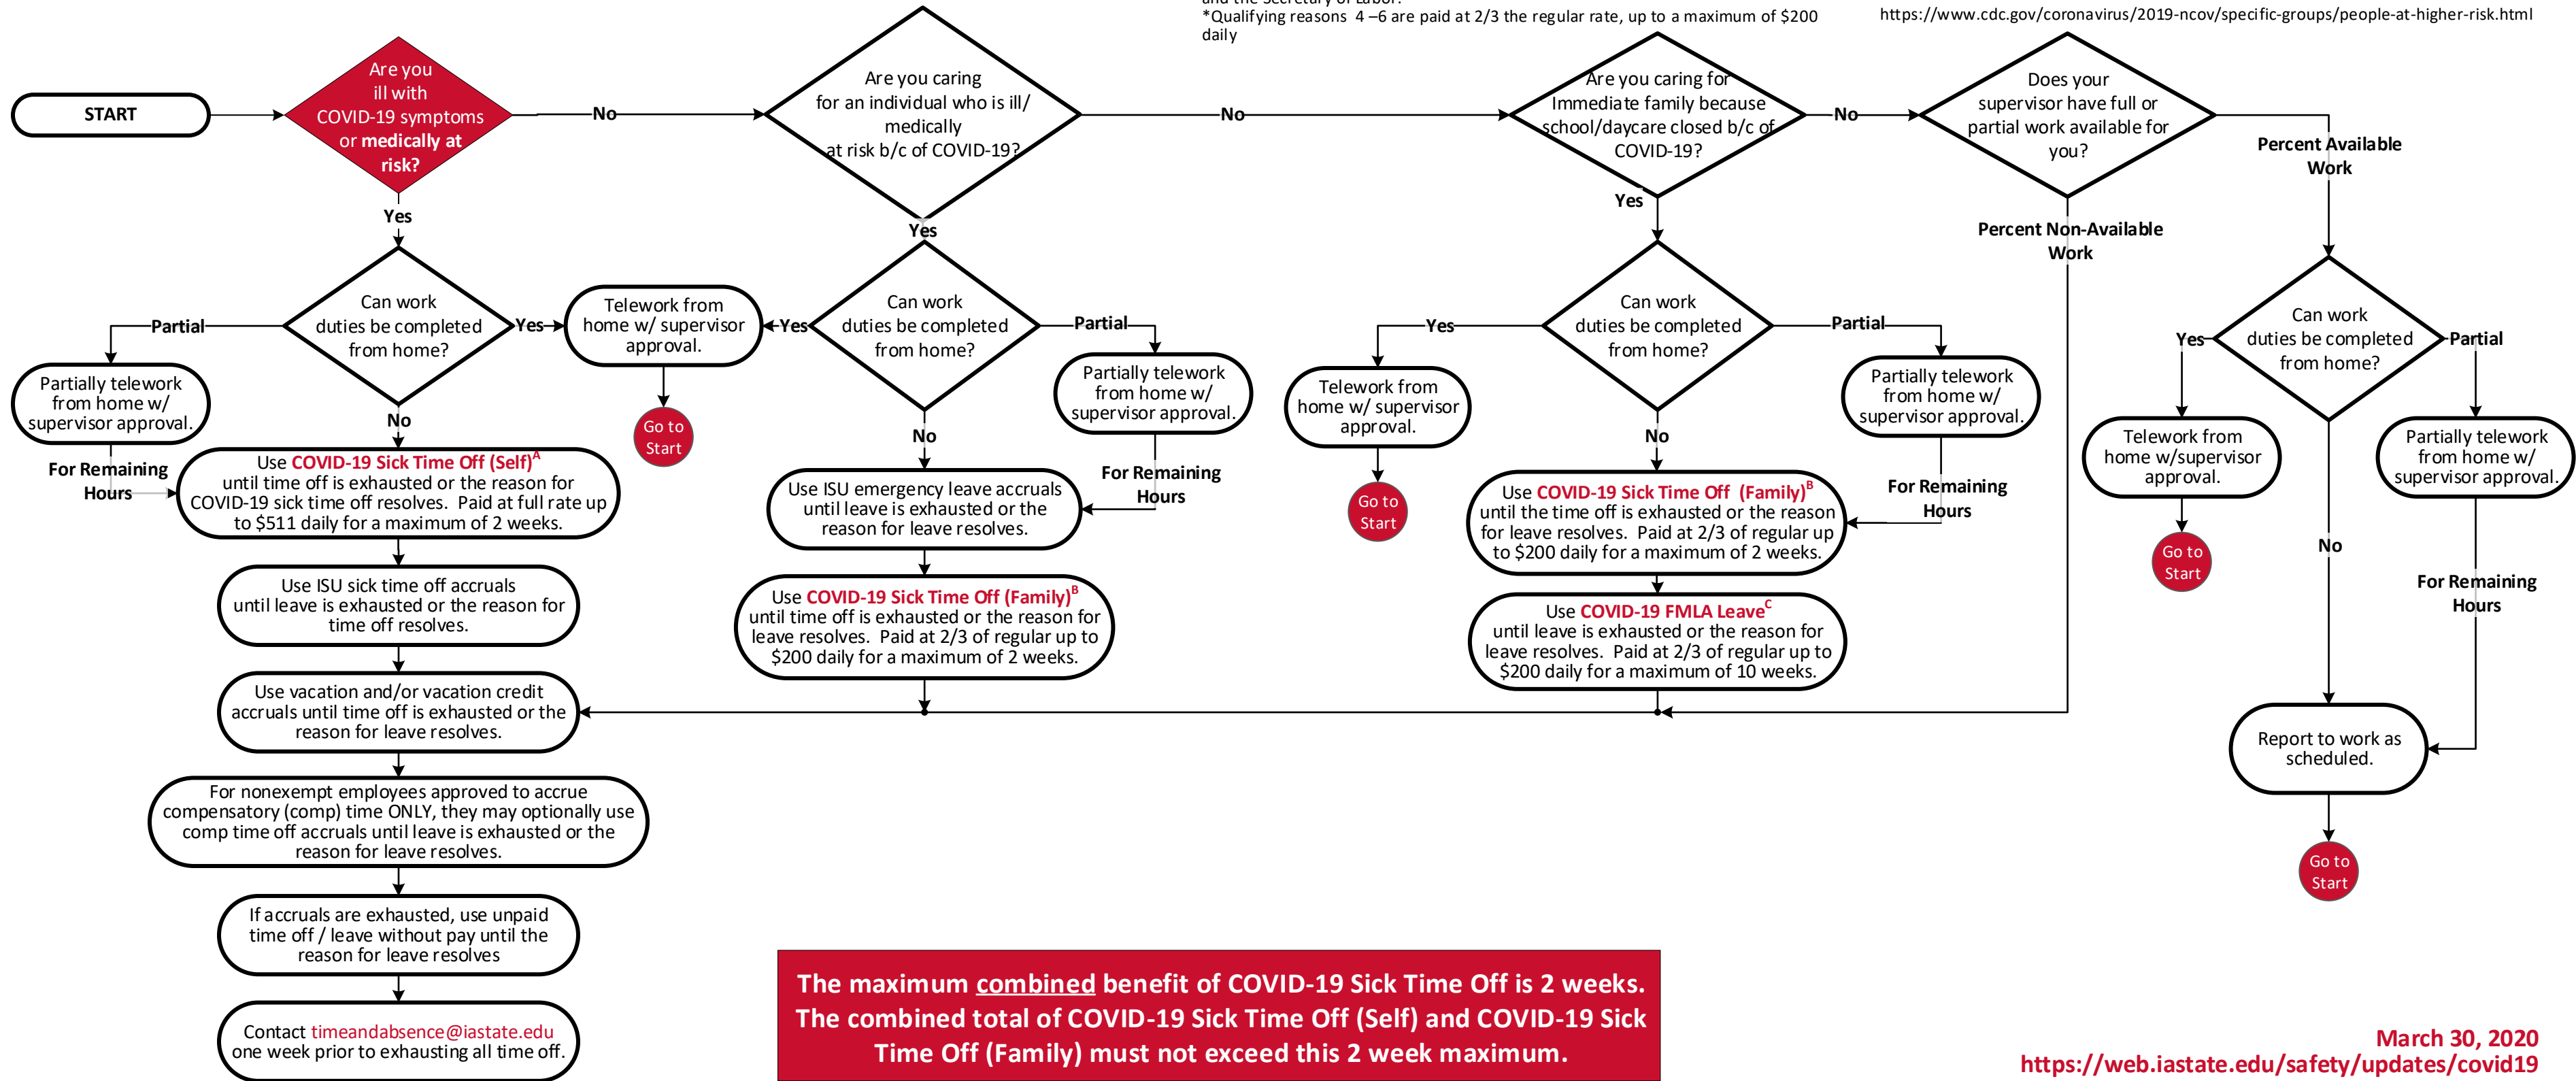 and the Secretary of Labor.
*Qualifying reasons 4 –6 are paid at 2/3 the regular rate, up to a maximum of $200
daily
https://www.cdc.gov/coronavirus/2019-ncov/specific-groups/people-at-higher-risk.html
START
Are you
ill with
COVID-19 symptoms
or medically at
risk?
No
Are you caring
for an individual who is ill/
medically
at risk b/c of COVID-19?
No
Are you caring for
Immediate family because
school/daycare closed b/c of
COVID-19?
No
Does your
supervisor have full or
partial work available for
you?
Percent Available
Work
Yes
Yes
Yes
Percent Non-Available
Work
Partial
Can work
duties be completed
from home?
Yes
Telework from
home w/ supervisor
approval.
Yes
Can work
duties be completed
from home?
Partial
Yes
Can work
duties be completed
from home?
Partial
Yes
Can work
duties be completed
from home?
Partial
Partially telework
from home w/
supervisor approval.
No
Go to
Start
No
Partially telework
from home w/
supervisor approval.
Telework from
home w/ supervisor
approval.
No
Partially telework
from home w/
supervisor approval.
Telework from
home w/supervisor
approval.
Partially telework
from home w/
supervisor approval.
For Remaining
Hours
Use COVID-19 Sick Time Off (Self)A
until time off is exhausted or the reason for
COVID-19 sick time off resolves. Paid at full rate up
to $511 daily for a maximum of 2 weeks.
Use ISU emergency leave accruals
until leave is exhausted or the
reason for leave resolves.
For Remaining
Hours
Go to
Start
Use COVID-19 Sick Time Off (Family)B
until the time off is exhausted or the reason
for leave resolves. Paid at 2/3 of regular up
to $200 daily for a maximum of 2 weeks.
For Remaining
Hours
Go to
Start
No
For Remaining
Hours
Use ISU sick time off accruals
until leave is exhausted or the reason for
time off resolves.
Use COVID-19 Sick Time Off (Family)B
until time off is exhausted or the reason for
leave resolves. Paid at 2/3 of regular up to
$200 daily for a maximum of 2 weeks.
Use COVID-19 FMLA LeaveC
until leave is exhausted or the reason for
leave resolves. Paid at 2/3 of regular up to
$200 daily for a maximum of 10 weeks.
Use vacation and/or vacation credit
accruals until time off is exhausted or the
reason for leave resolves.
Report to work as
scheduled.
Go to
Start
For nonexempt employees approved to accrue
compensatory (comp) time ONLY, they may optionally use
comp time off accruals until leave is exhausted or the
reason for leave resolves.
If accruals are exhausted, use unpaid
time off / leave without pay until the
reason for leave resolves
Contact timeandabsence@iastate.edu
one week prior to exhausting all time off.
The maximum combined benefit of COVID-19 Sick Time Off is 2 weeks.
The combined total of COVID-19 Sick Time Off (Self) and COVID-19 Sick
Time Off (Family) must not exceed this 2 week maximum.
March 30, 2020
https://web.iastate.edu/safety/updates/covid19